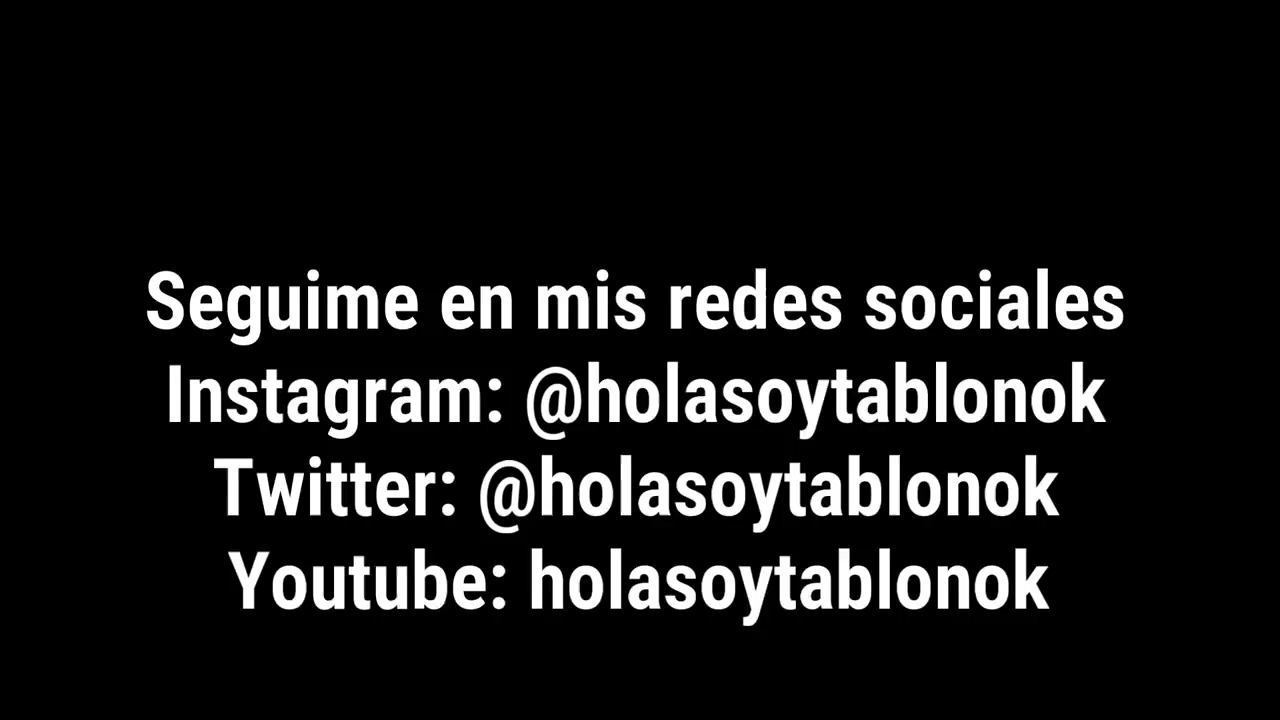 Seguime en mis redes sociales
Instagram: @holasoytablonok
Twitter: @holasoytablonok
Youtube: holasoytablonok